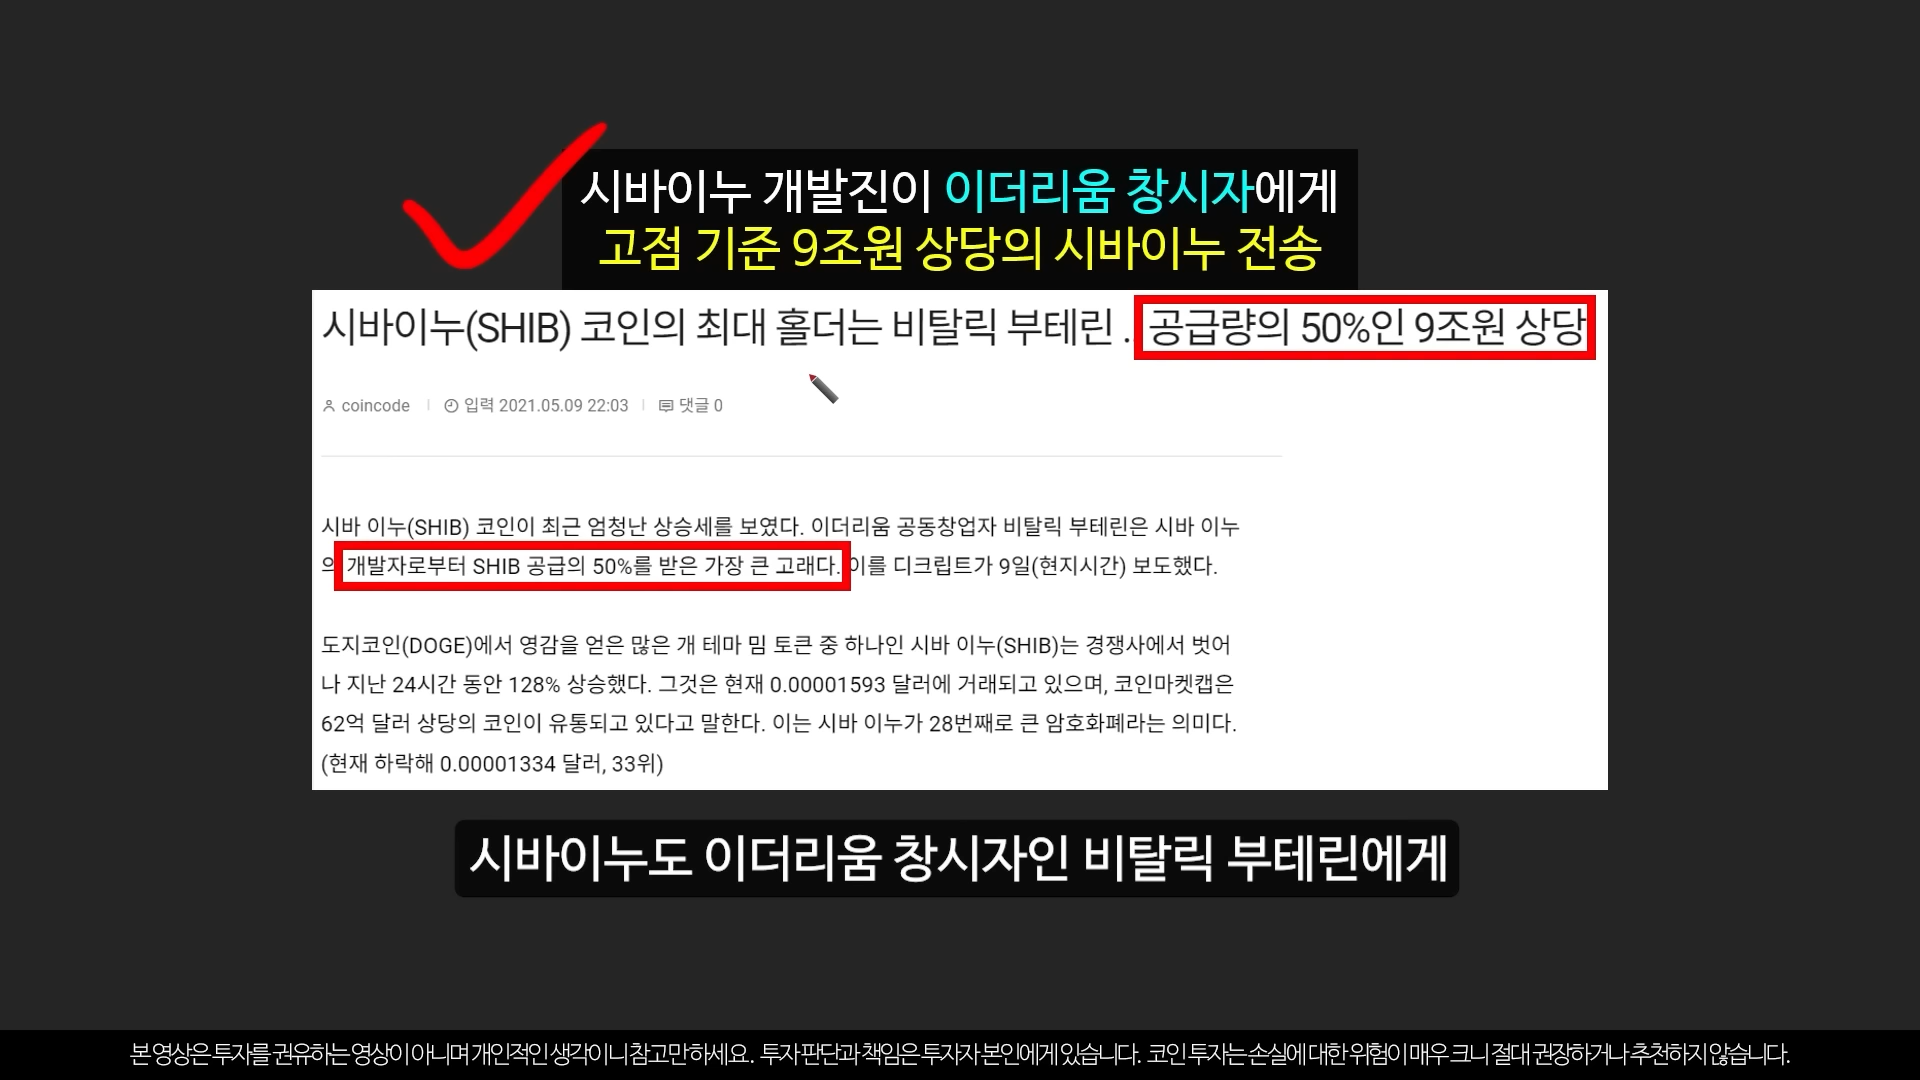 시바이누 개발진이 이더리움 창시자에게
고점 기준 9조원 상당의 시바이누 전송
시바이누(SHIB) 코인의 최대 홀더는 비탈릭 부테린 . 공급량의 50%인 9조원 상당
coincode 입력 2021.05.09 22:03 댓글 0
시바 이누(SHIB) 코인이 최근 엄청난 상승세를 보였다. 이더리움 공동창업자 비탈릭 부테린은 시바 이누
의 개발자로부터 SHIB 공급의 50%를 받은 가장 큰 고래다. 이를 디크립트가 9일(현지시간) 보도했다.
도지코인(DOGE)에서 영감을 얻은 많은 개 테마 밈 토큰 중 하나인 시바 이누(SHIB)는 경쟁사에서 벗어
나 지난 24시간 동안 128% 상승했다. 그것은 현재 0.00001593 달러에 거래되고 있으며, 코인마켓캡은
62억 달러 상당의 코인이 유통되고 있다고 말한다. 이는 시바 이누가 28번째로 큰 암호화폐라는 의미다.
(현재 하락해 0.00001334 달러, 33위)
시바이누도 이더리움 창시자인 비탈릭 부테린에게
본 영상은 투자를 권유하는 영상이 아니며 개인적인 생각이니 참고만 하세요. 투자 판단과 책임은 투자자 본인에게 있습니다. 코인 투자는 손실에 대한 위험이 매우 크니 절대 권장하거나 추천하지 않습니다.